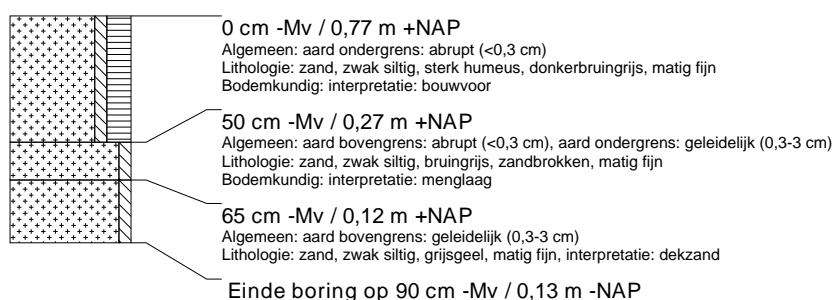 0 cm -Mv / 0,77 m +NAP
Algemeen: aard ondergrens: abrupt (<0,3 cm)
Lithologie: zand, zwak siltig, sterk humeus, donkerbruingrijs, matig fijn
Bodemkundig: interpretatie: bouwvoor
50 cm -Mv / 0,27 m +NAP
Algemeen: aard bovengrens: abrupt (<0,3 cm), aard ondergrens: geleidelijk (0,3-3 cm)
Lithologie: zand, zwak siltig, bruingrijs, zandbrokken, matig fijn
Bodemkundig: interpretatie: menglaag
65 cm -Mv / 0,12 m +NAP
Algemeen: aard bovengrens: geleidelijk (0,3-3 cm)
Lithologie: zand, zwak siltig, grijsgeel, matig fijn, interpretatie: dekzand
Einde boring op 90 cm -Mv / 0,13 m -NAP